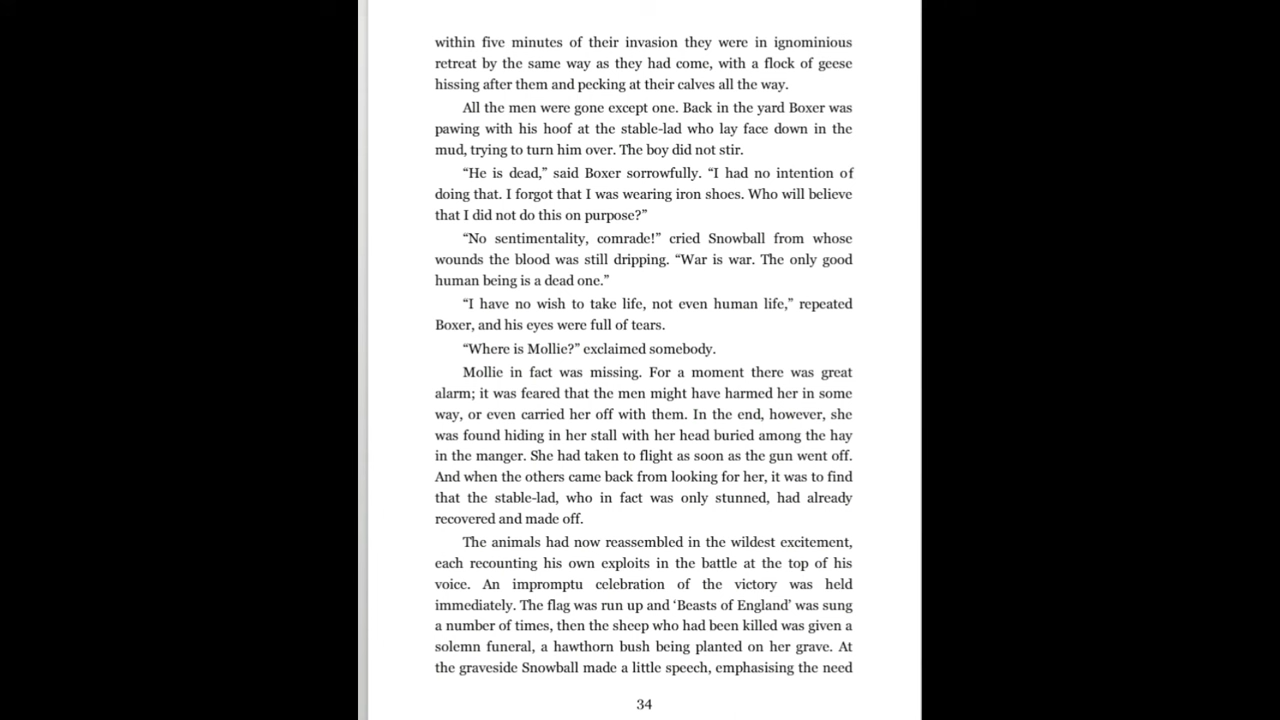 within five minutes of their invasion they were in ignominious
retreat by the same way as they had come, with a flock of geese
hissing after them and pecking at their calves all the way.
All the men were gone except one. Back in the yard Boxer was
pawing with his hoof at the stable-lad who lay face down in the
mud, trying to turn him over. The boy did not stir.
“He is dead,” said Boxer sorrowfully. “I had no intention of
doing that. I forgot that I was wearing iron shoes. Who will believe
that I did not do this on purpose?”
“No sentimentality, comrade!” cried Snowball from whose
wounds the blood was still dripping. “War is war. The only good
human being is a dead one.”
“I have no wish to take life, not even human life,” repeated
Boxer, and his eyes were full of tears.
“Where is Mollie?” exclaimed somebody.
Mollie in fact was missing. For a moment there was great
alarm; it was feared that the men might have harmed her in some
way, or even carried her off with them. In the end, however, she
was found hiding in her stall with her head buried among the hay
in the manger. She had taken to flight as soon as the gun went off.
And when the others came back from looking for her, it was to find
that the stable-lad, who in fact was only stunned, had already
recovered and made off.
The animals had now reassembled in the wildest excitement,
each recounting his own exploits in the battle at the top of his
voice. An impromptu celebration of the victory was held
immediately. The flag was run up and ‘Beasts of England’ was sung
a number of times, then the sheep who had been killed was given a
solemn funeral, a hawthorn bush being planted on her grave. At
the graveside Snowball made a little speech, emphasising the need
34